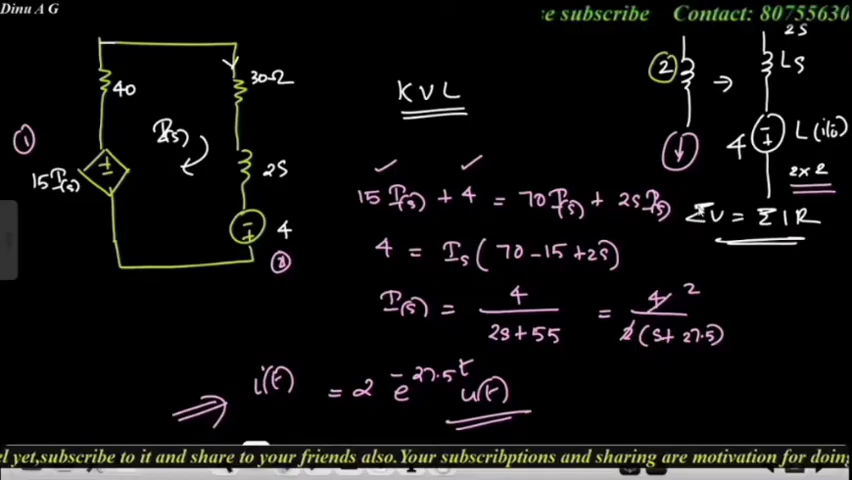 Dinu A G
:e subscribe Contact: 80755630
2S
②
LS
30Ω
40
KVL
4
L(i(0))
①
I(s)
15I(s)
2S
2x2
15I(s) + 4 = 70I(s) + 2sI(s)
ΣV = ΣIR
4
4 = Is ( 70 - 15 + 2s)
②
I(s) = 4 / 2s+55 = 4 2 / 2(s+27.5)
⇒ i(t) = 2 e^-27.5t u(t)
el yet,subscribe to it and share to your friends also.Your subscribptions and sharing are motivation for doing